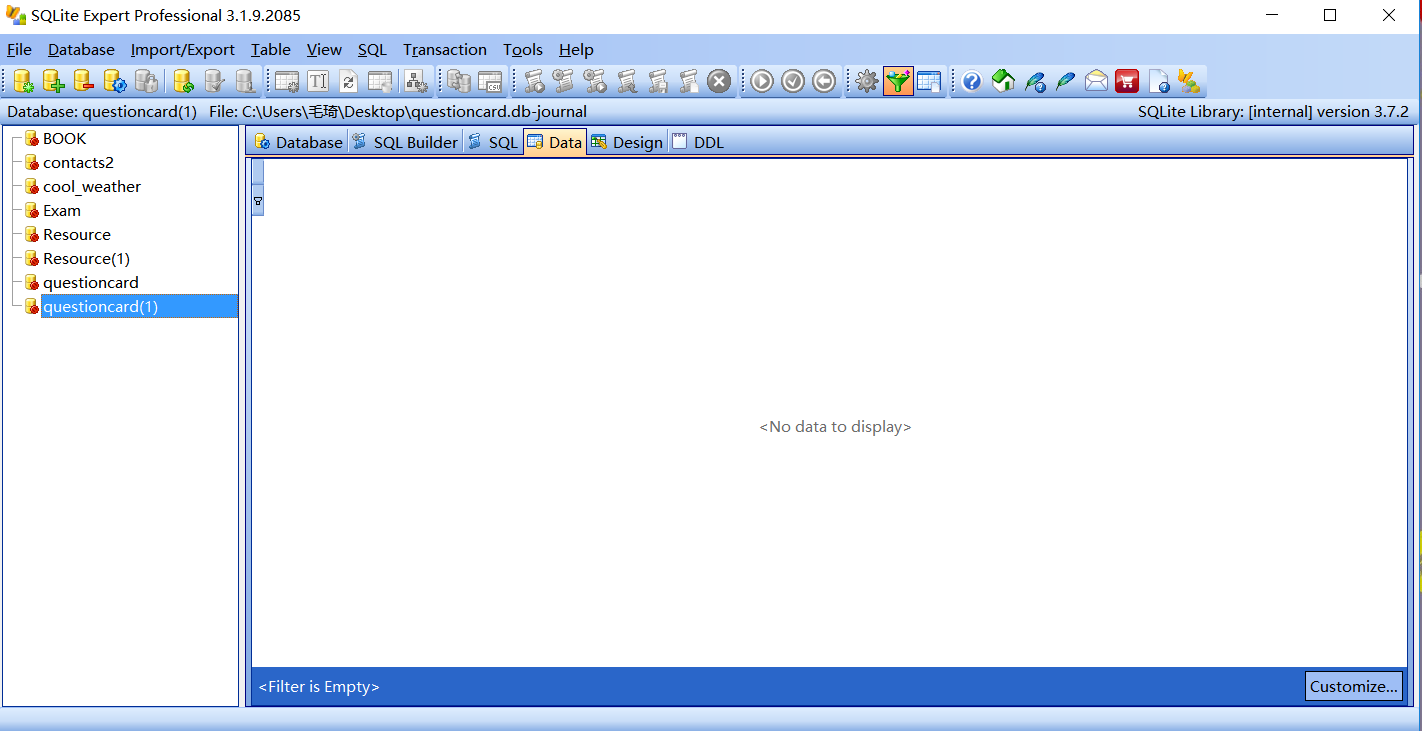 SQLite Expert Professional 3.1.9.2085
File Database Import/Export Table View SQL Transaction Tools Help
Database: questioncard(1) File: C:\Users\毛琦\Desktop\questioncard.db-journal SQLite Library: [internal] version 3.7.2
BOOK
contacts2
cool_weather
Exam
Resource
Resource(1)
questioncard
questioncard(1)
Database SQL Builder SQL Data Design DDL
<No data to display>
<Filter is Empty> Customize...